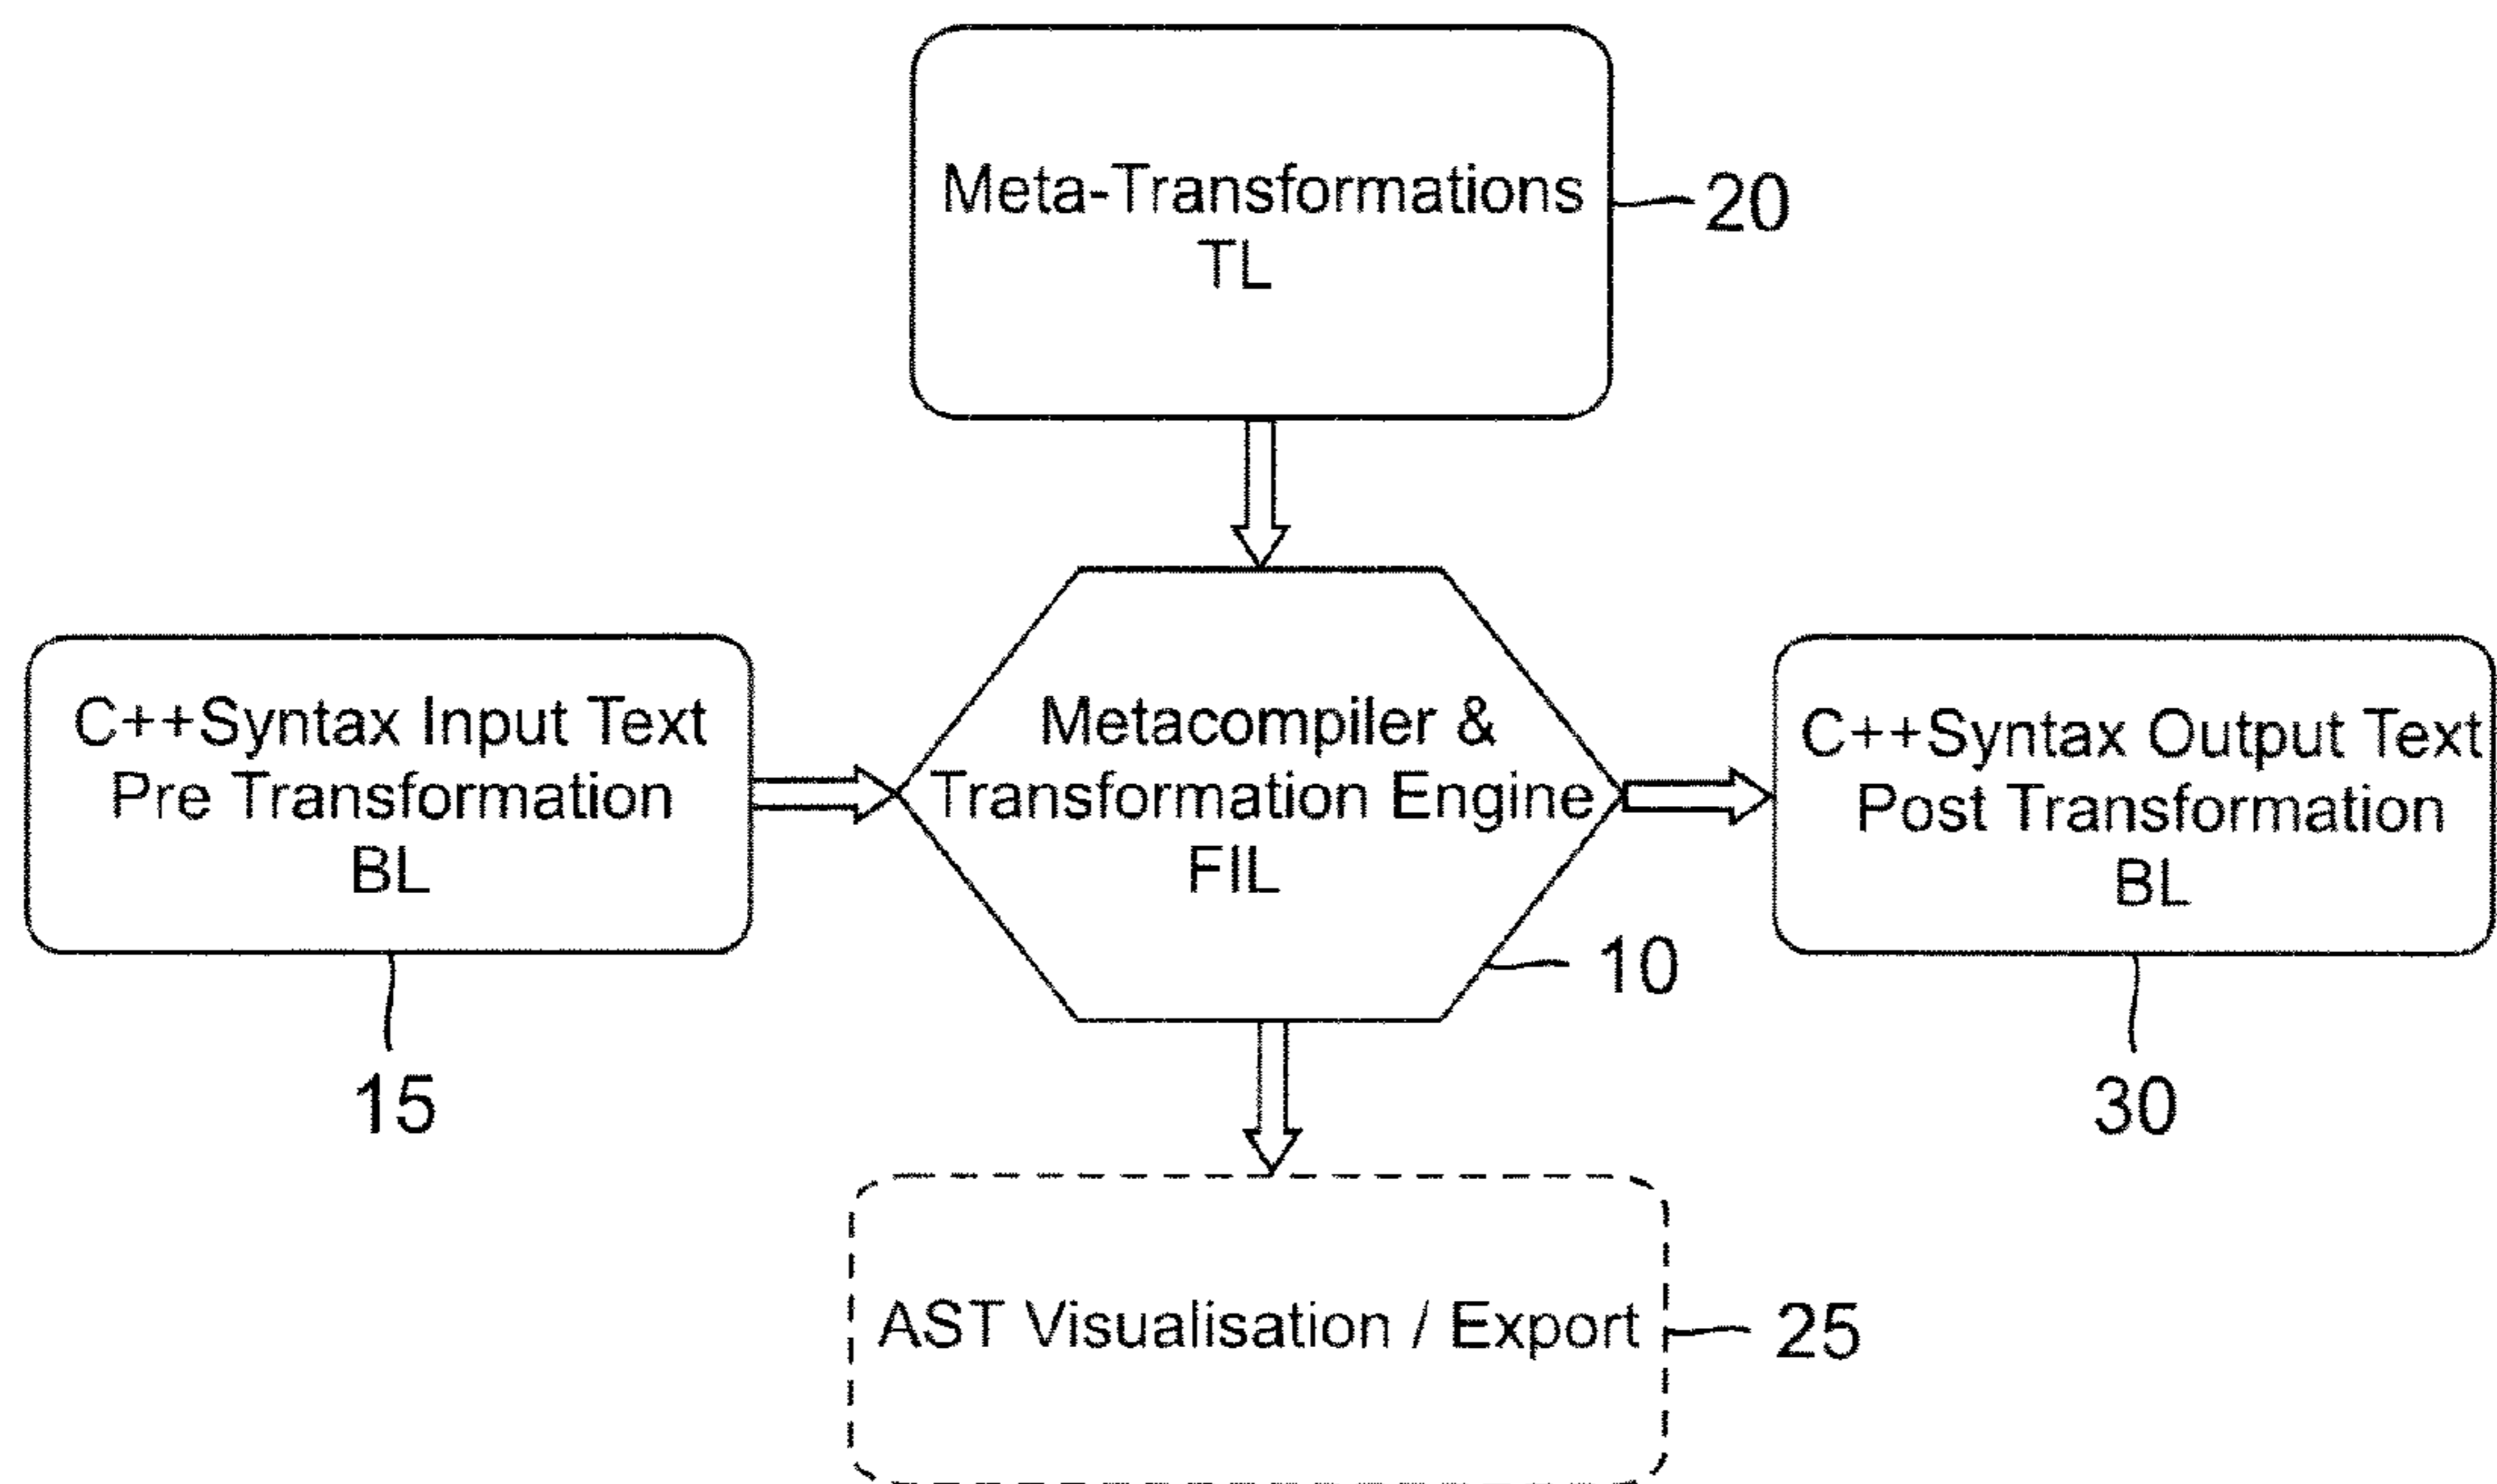 Meta-Transformations
TL
20
C++Syntax Input Text
Pre Transformation
BL
15
Metacompiler &
Transformation Engine
FIL
10
C++Syntax Output Text
Post Transformation
BL
30
AST Visualisation / Export
25